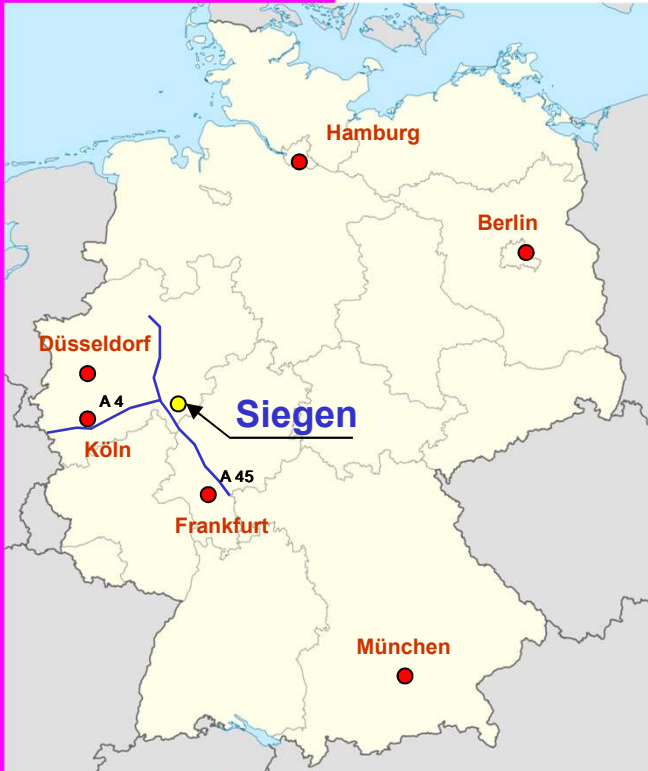 Hamburg
Berlin
Düsseldorf
A 4
Siegen
Köln
A 45
Frankfurt
München